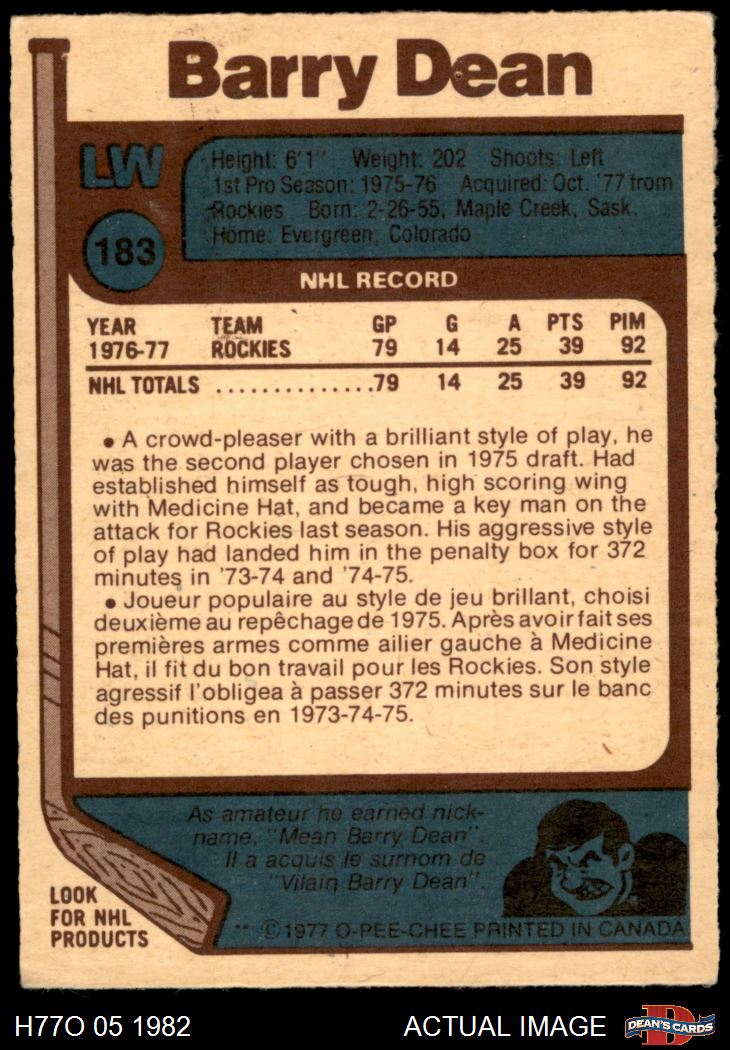 Barry Dean
LW
183
Height: 6'1" Weight: 202 Shoots: Left
1st Pro Season: 1975-76 Acquired: Oct. '77 from
Rockies Born: 2-26-55, Maple Creek, Sask.
Home: Evergreen, Colorado
NHL RECORD
YEAR TEAM GP G A PTS PIM
1976-77 ROCKIES 79 14 25 39 92
NHL TOTALS ..............79 14 25 39 92
• A crowd-pleaser with a brilliant style of play, he
was the second player chosen in 1975 draft. Had
established himself as tough, high scoring wing
with Medicine Hat, and became a key man on the
attack for Rockies last season. His aggressive style
of play had landed him in the penalty box for 372
minutes in '73-74 and '74-75.
• Joueur populaire au style de jeu brillant, choisi
deuxième au repêchage de 1975. Après avoir fait ses
premières armes comme ailier gauche à Medicine
Hat, il fit du bon travail pour les Rockies. Son style
agressif l'obligea à passer 372 minutes sur le banc
des punitions en 1973-74-75.
As amateur he earned nick-
name, "Mean Barry Dean".
Il a acquis le surnom de
"Vilain Barry Dean".
LOOK
FOR NHL
PRODUCTS
** ©1977 O-PEE-CHEE PRINTED IN CANADA
H77O 05 1982 ACTUAL IMAGE
D
DEAN'S CARDS